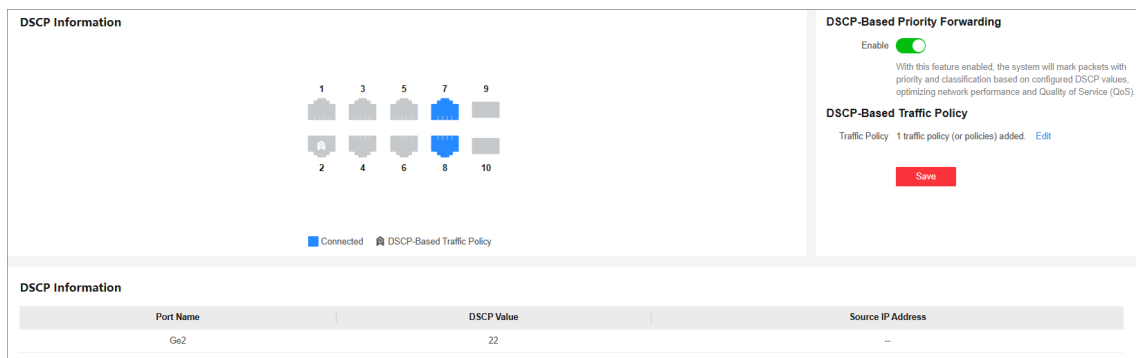 DSCP Information
1 3 5 7 9
2 4 6 8 10
Connected DSCP-Based Traffic Policy
DSCP-Based Priority Forwarding
Enable
With this feature enabled, the system will mark packets with
priority and classification based on configured DSCP values,
optimizing network performance and Quality of Service (QoS).
DSCP-Based Traffic Policy
Traffic Policy 1 traffic policy (or policies) added. Edit
Save
DSCP Information
Port Name DSCP Value Source IP Address
Ge2 22 --